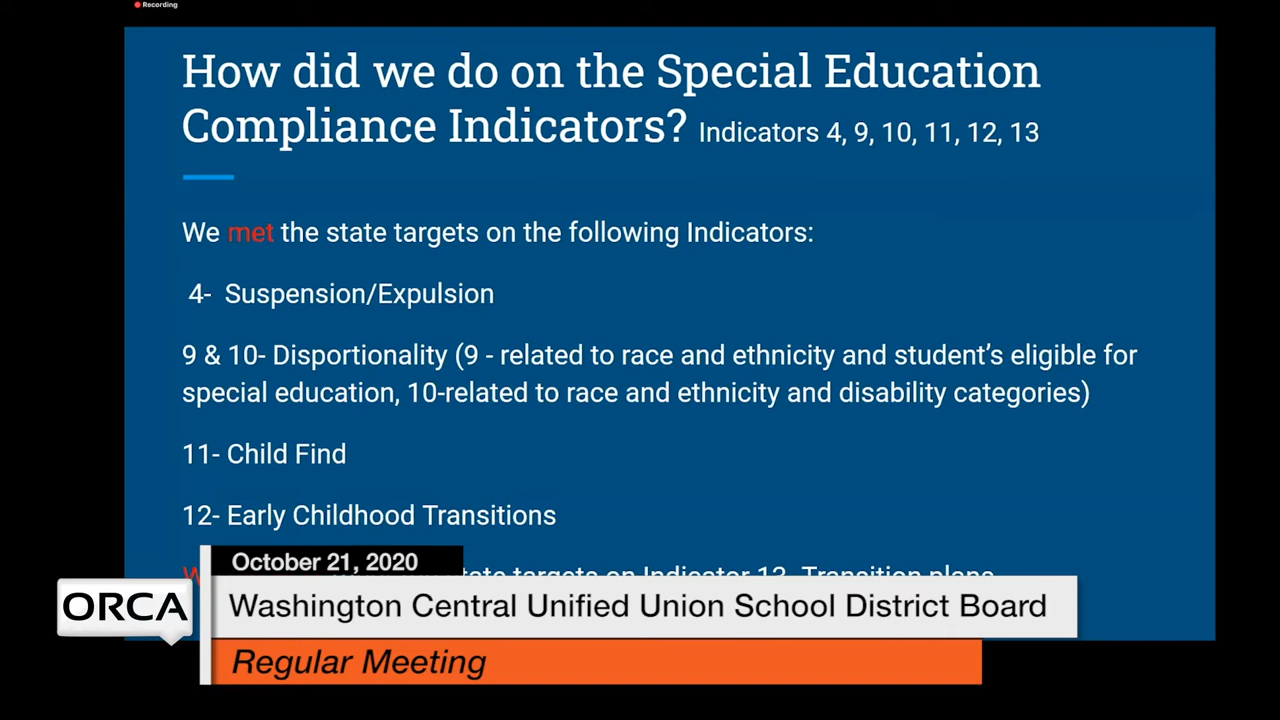 Recording
How did we do on the Special Education
Compliance Indicators? Indicators 4, 9, 10, 11, 12, 13
We met the state targets on the following Indicators:
4- Suspension/Expulsion
9 & 10- Disportionality (9 - related to race and ethnicity and student’s eligible for
special education, 10-related to race and ethnicity and disability categories)
11- Child Find
12- Early Childhood Transitions
state targets on Indicator 13- Transition plans
October 21, 2020
ORCA
Washington Central Unified Union School District Board
Regular Meeting